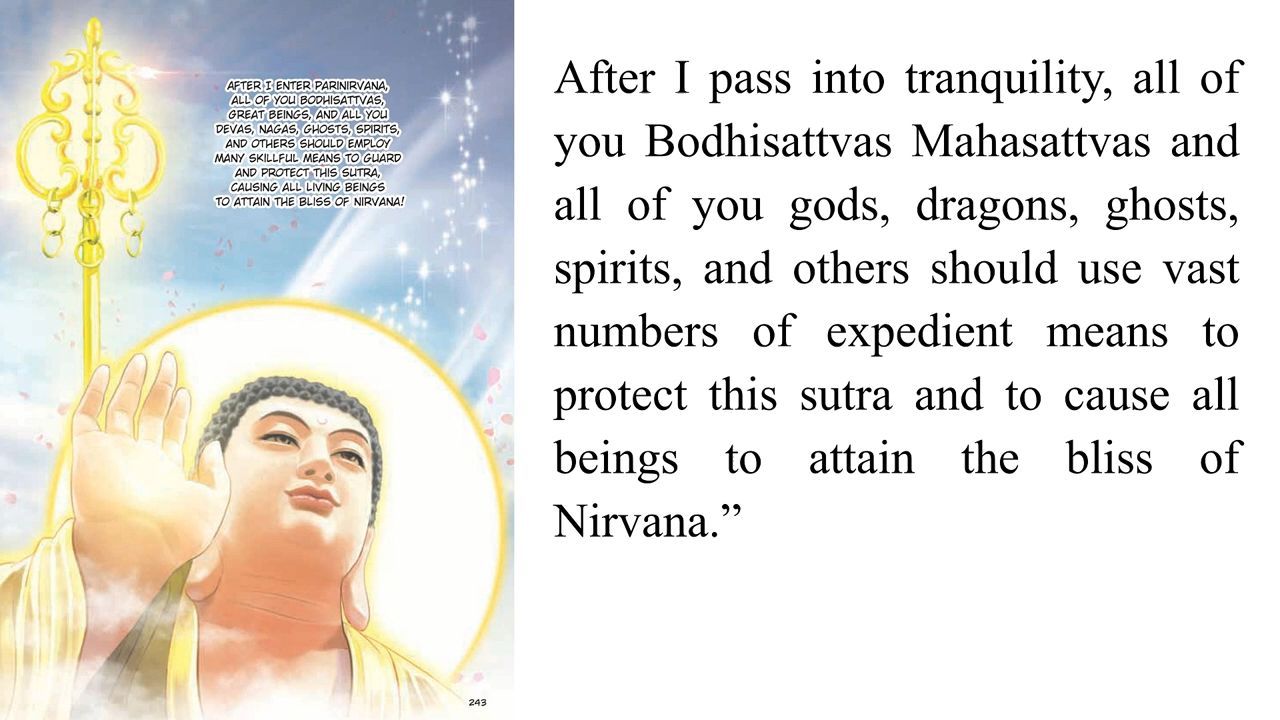 AFTER I ENTER PARINIRVANA,
ALL OF YOU BODHISATTVAS,
GREAT BEINGS, AND ALL YOU
DEVAS, NAGAS, GHOSTS, SPIRITS,
AND OTHERS SHOULD EMPLOY
MANY SKILLFUL MEANS TO GUARD
AND PROTECT THIS SUTRA,
CAUSING ALL LIVING BEINGS
TO ATTAIN THE BLISS OF NIRVANA!
243
After I pass into tranquility, all of
you Bodhisattvas Mahasattvas and
all of you gods, dragons, ghosts,
spirits, and others should use vast
numbers of expedient means to
protect this sutra and to cause all
beings to attain the bliss of
Nirvana.”